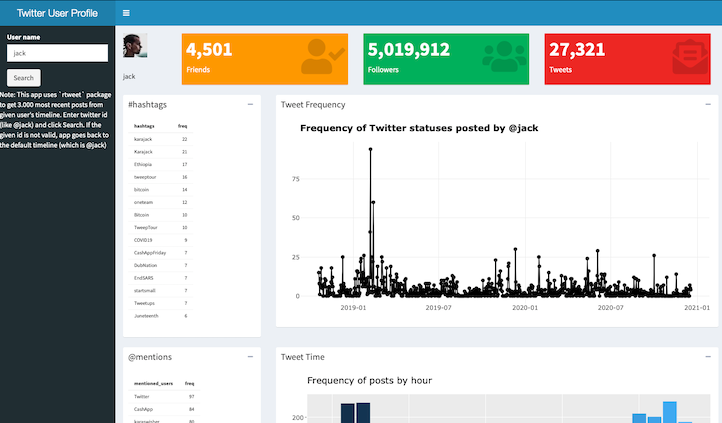 Twitter User Profile
User name
jack
Search
Note: This app uses `rtweet` package
to get 3.000 most recent posts from
given user's timeline. Enter twitter id
(like @jack) and click Search. If the
given id is not valid, app goes back to
the default timeline (which is @jack)
jack
4,501
Friends
5,019,912
Followers
27,321
Tweets
#hashtags
hashtags freq
karajack 22
Karajack 21
Ethiopia 17
tweeptour 16
bitcoin 14
oneteam 12
Bitcoin 10
TweepTour 10
COVID19 9
CashAppFriday 7
DubNation 7
EndSARS 7
startsmall 7
Tweetups 7
Juneteenth 6
Tweet Frequency
Frequency of Twitter statuses posted by @jack
75
50
25
0
2019-01 2019-07 2020-01 2020-07 2021-01
@mentions
mentioned_users freq
Twitter 97
CashApp 84
Tweet Time
Frequency of posts by hour
200